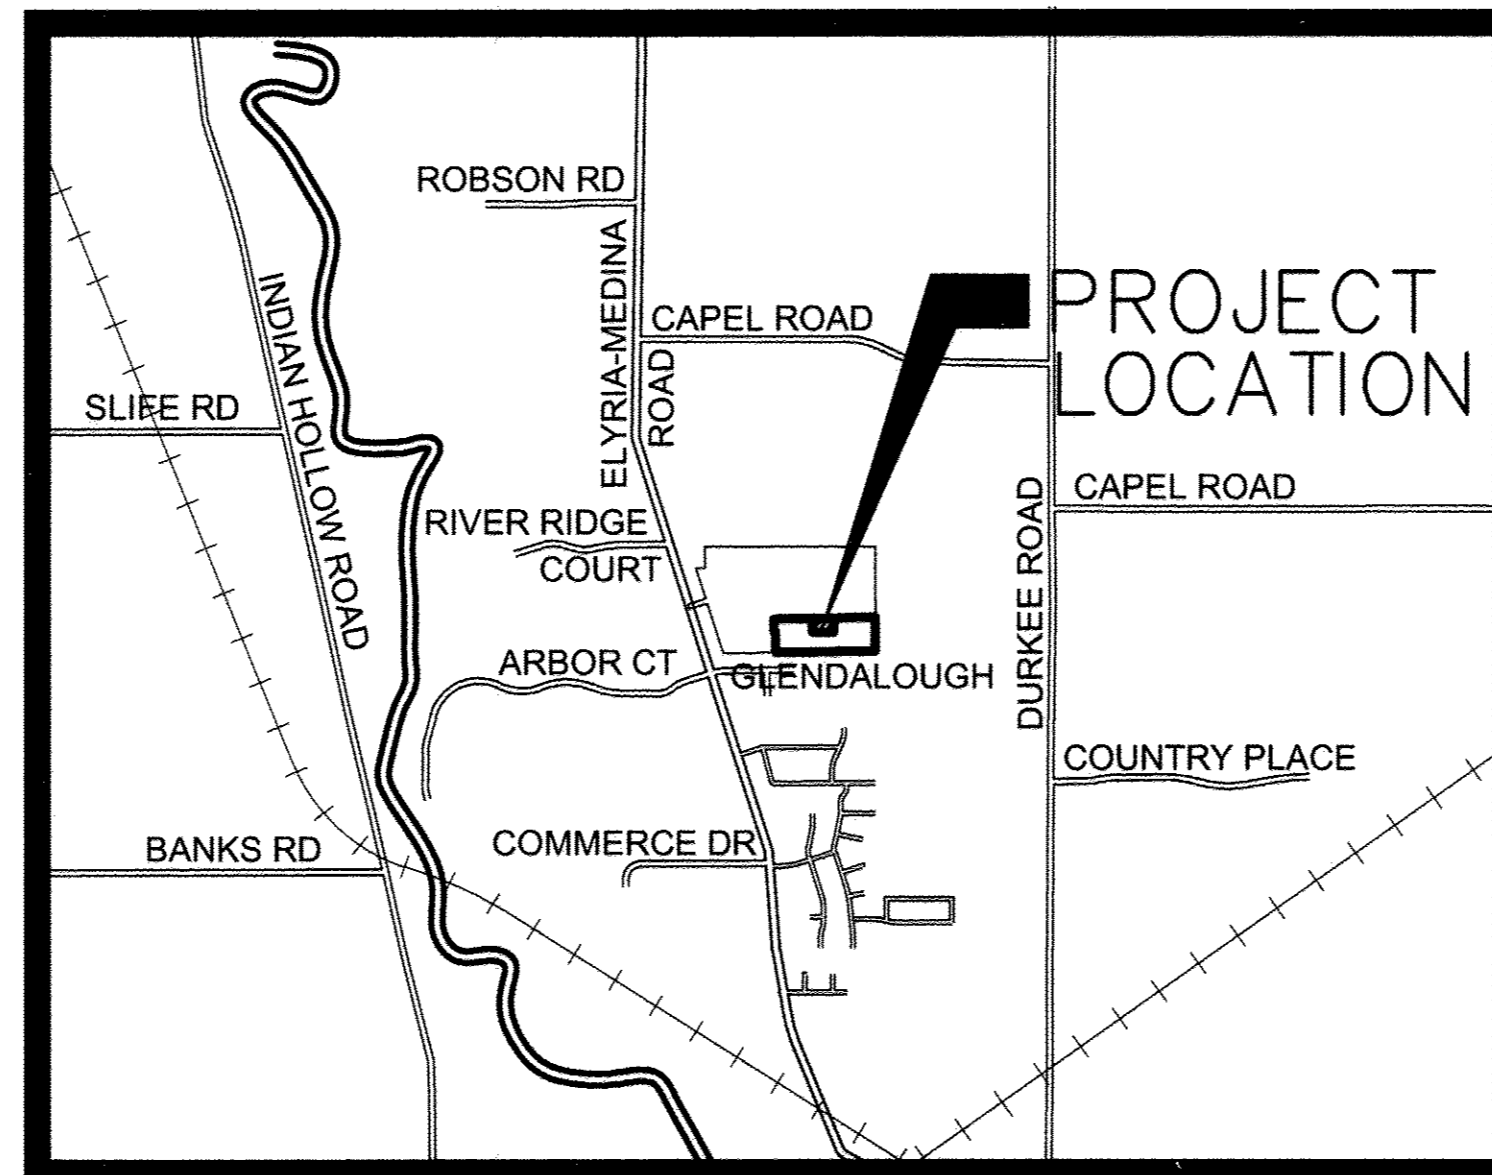 ROBSON RD
ELYRIA-MEDINA
ROAD
CAPEL ROAD
PROJECT
LOCATION
INDIAN HOLLOW ROAD
SLIFE RD
CAPEL ROAD
RIVER RIDGE
COURT
DURKEE ROAD
ARBOR CT
GLENDALOUGH
COUNTRY PLACE
BANKS RD
COMMERCE DR